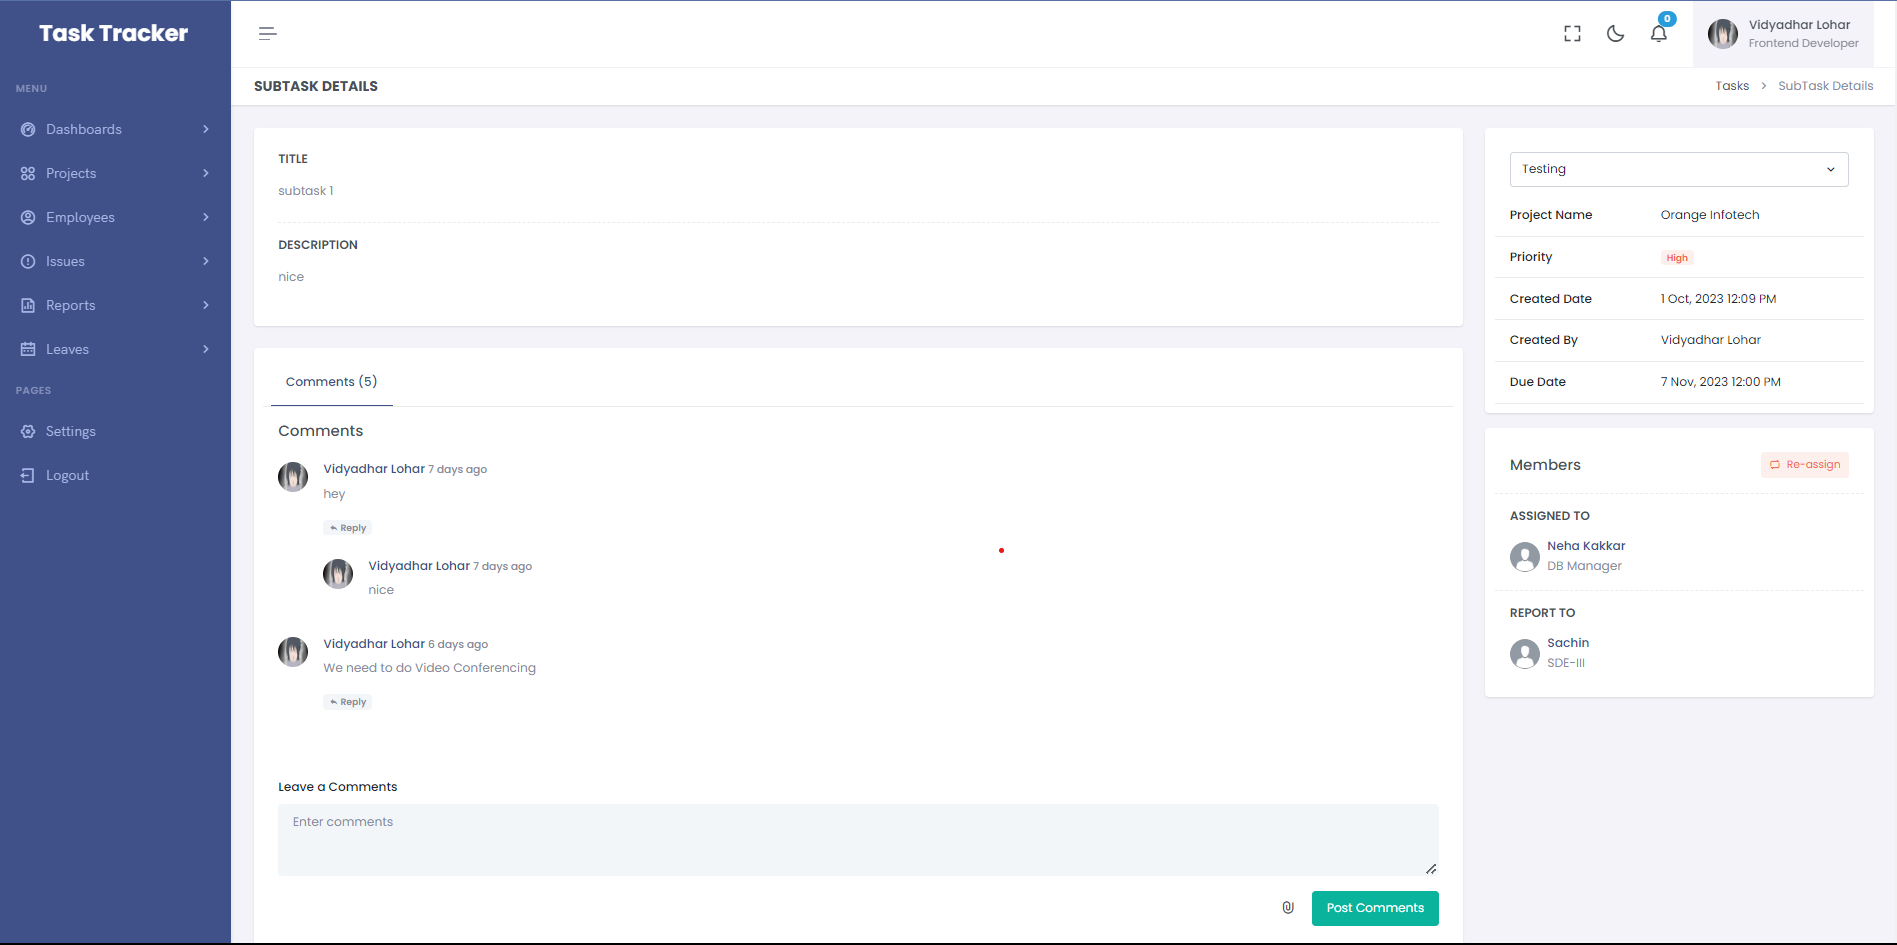 Task Tracker
0
Vidyadhar Lohar
Frontend Developer
MENU
Dashboards
Projects
Employees
Issues
Reports
Leaves
PAGES
Settings
Logout
SUBTASK DETAILS
Tasks > SubTask Details
TITLE
subtask 1
DESCRIPTION
nice
Comments (5)
Comments
Vidyadhar Lohar 7 days ago
hey
Reply
Vidyadhar Lohar 7 days ago
nice
Vidyadhar Lohar 6 days ago
We need to do Video Conferencing
Reply
Leave a Comments
Enter comments
Post Comments
Testing
Project Name Orange Infotech
Priority High
Created Date 1 Oct, 2023 12:09 PM
Created By Vidyadhar Lohar
Due Date 7 Nov, 2023 12:00 PM
Members
Re-assign
ASSIGNED TO
Neha Kakkar
DB Manager
REPORT TO
Sachin
SDE-III